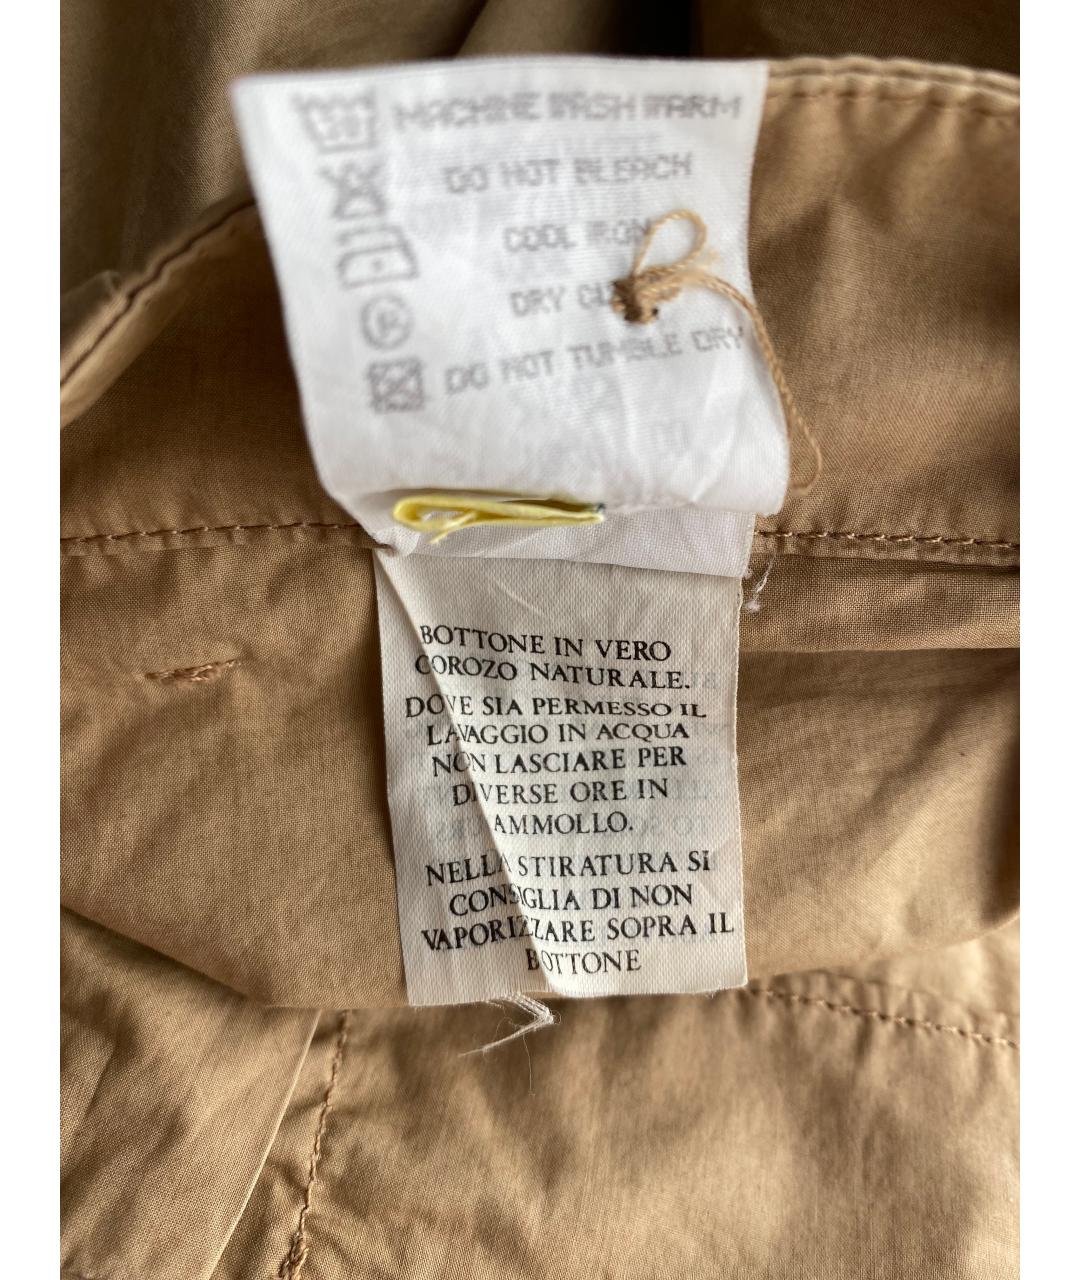 MACHINE WASH WARM
DO NOT BLEACH
COOL IRON
DRY
DO NOT TUMBLE DRY
BOTTONE IN VERO
COROZO NATURALE.
DOVE SIA PERMESSO IL
LAVAGGIO IN ACQUA
NON LASCIARE PER
DIVERSE ORE IN
AMMOLLO.
NELLA STIRATURA SI
CONSIGLIA DI NON
VAPORIZZARE SOPRA IL
BOTTONE